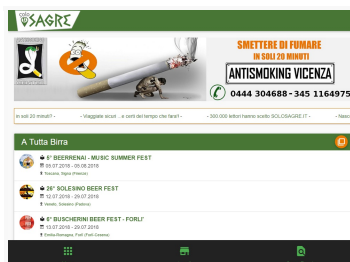 solo
SAGRE
SMETTERE DI FUMARE
IN SOLI 20 MINUTI
ANTISMOKING VICENZA
0444 304688 - 345 1164975
in soli 20 minuti? - - Viaggiate sicuri ...e certi del tempo che farà!! - - 300.000 lettori hanno scelto SOLOSAGRE.IT -
A Tutta Birra
5° BEERRENAI - MUSIC SUMMER FEST
05.07.2018 - 05.08.2018
Toscana, Signa (Firenze)
26° SOLESINO BEER FEST
12.07.2018 - 29.07.2018
Veneto, Solesino (Padova)
6° BUSCHERINI BEER FEST - FORLI'
13.07.2018 - 29.07.2018
Emilia Romagna, Forlì (Forlì-Cesena)